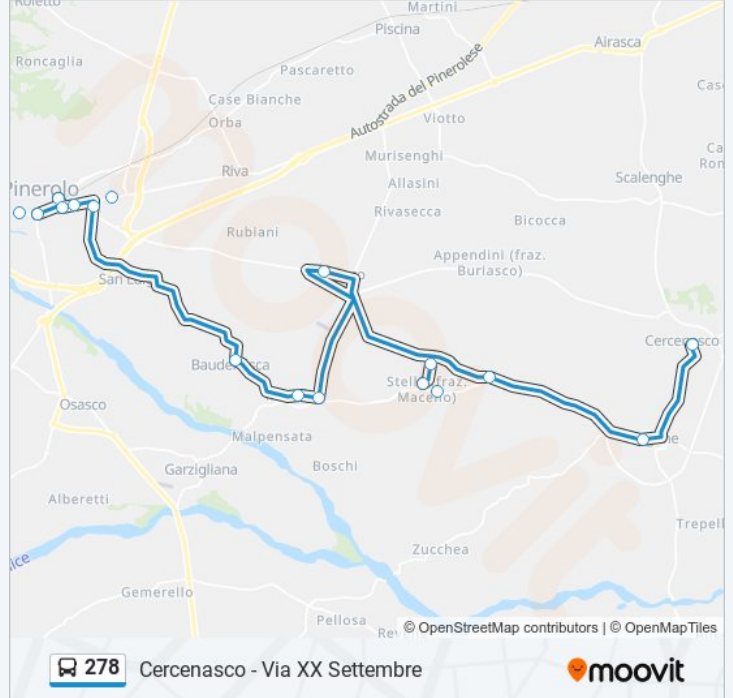 Roletto
Martini
Piscina
Airasca
Roncaglia
Pascaretto
Autostrada del Pinerolese
Case Bianche
Orba
Viotto
Murisenghi
Riva
Allasini
Scalenghe
Pinerolo
Rivasecca
Bicocca
Rubiani
Appendini (fraz.
Buriasco)
San
Cercenasco
Stella (fraz.
Macello)
Osasco
Malpensata
Garzigliana
Boschi
Alberetti
Trepell
Zucchea
Gemerello
Pellosa
© OpenStreetMap contributors | © OpenMapTiles
278
Cercenasco - Via XX Settembre
moovit